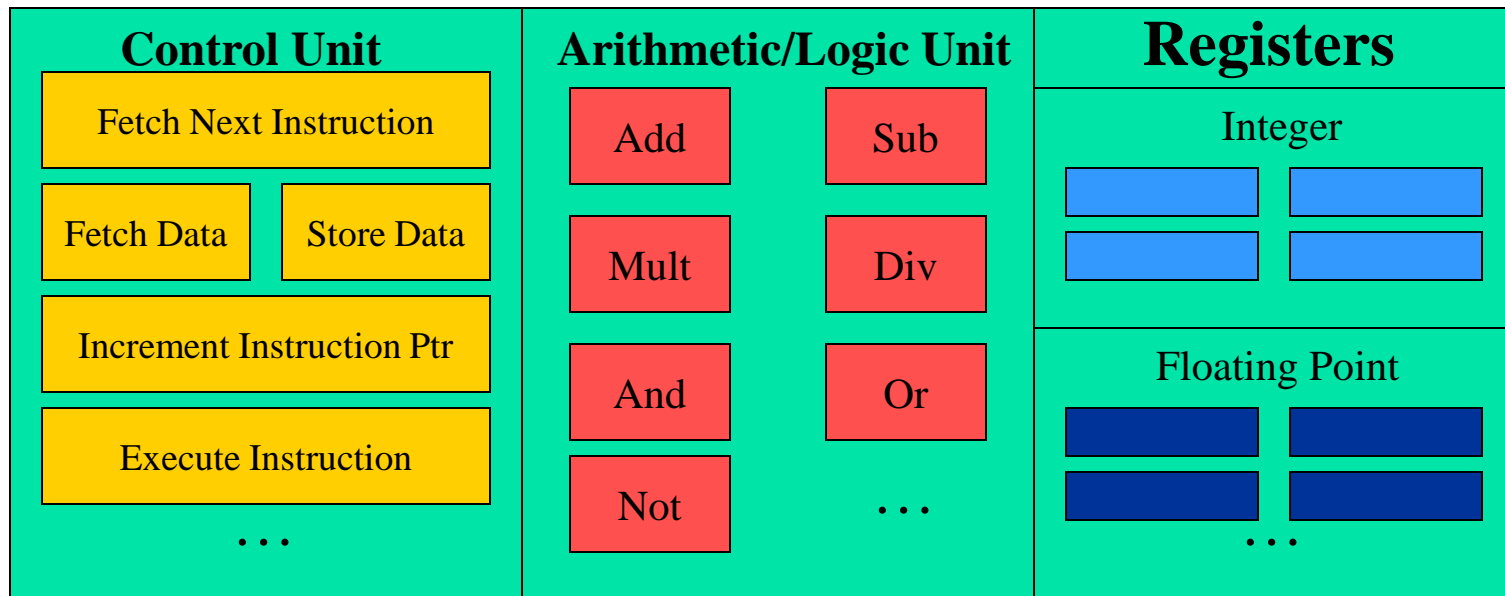 Control Unit
Fetch Next Instruction
Fetch Data
Store Data
Increment Instruction Ptr
Execute Instruction
...
Arithmetic/Logic Unit
Add
Sub
Mult
Div
And
Or
Not
...
Registers
Integer
Floating Point
...